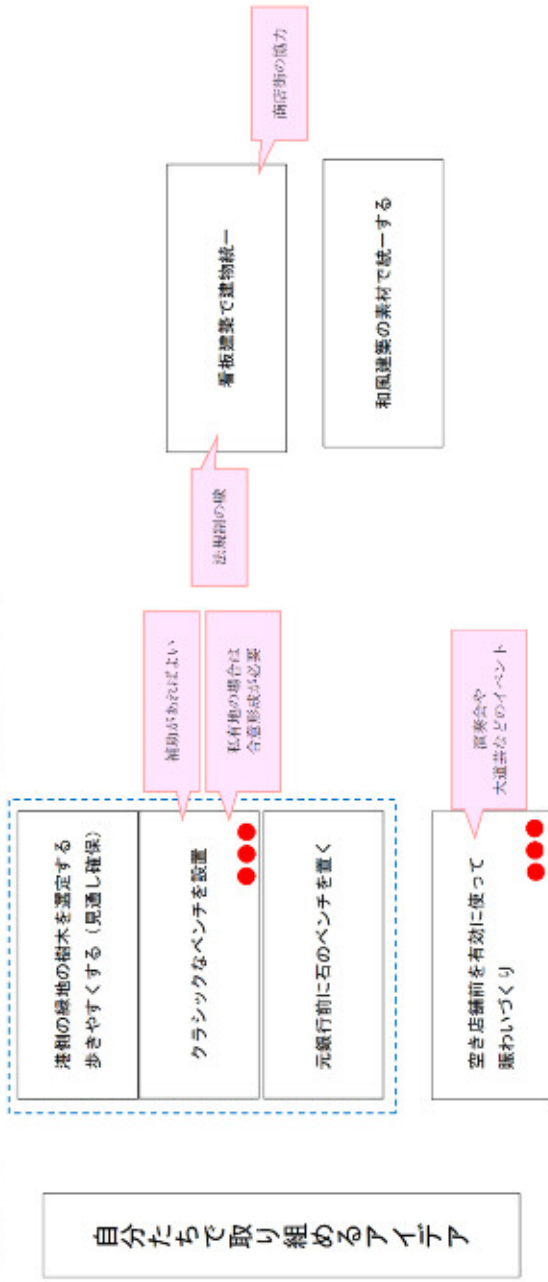 自分たちで取り組めるアイデア
港側の緑地の樹木を選定する
歩きやすくする（見通し確保）
クラシックなベンチを設置
補助があればよい
私有地の場合は
合意形成が必要
元銀行前に石のベンチを置く
空き店舗前を有効に使って
賑わいづくり
演奏会や
大道芸などのイベント
看板建築で建物統一
法規制の壁
商店街の協力
和風建築の素材で統一する